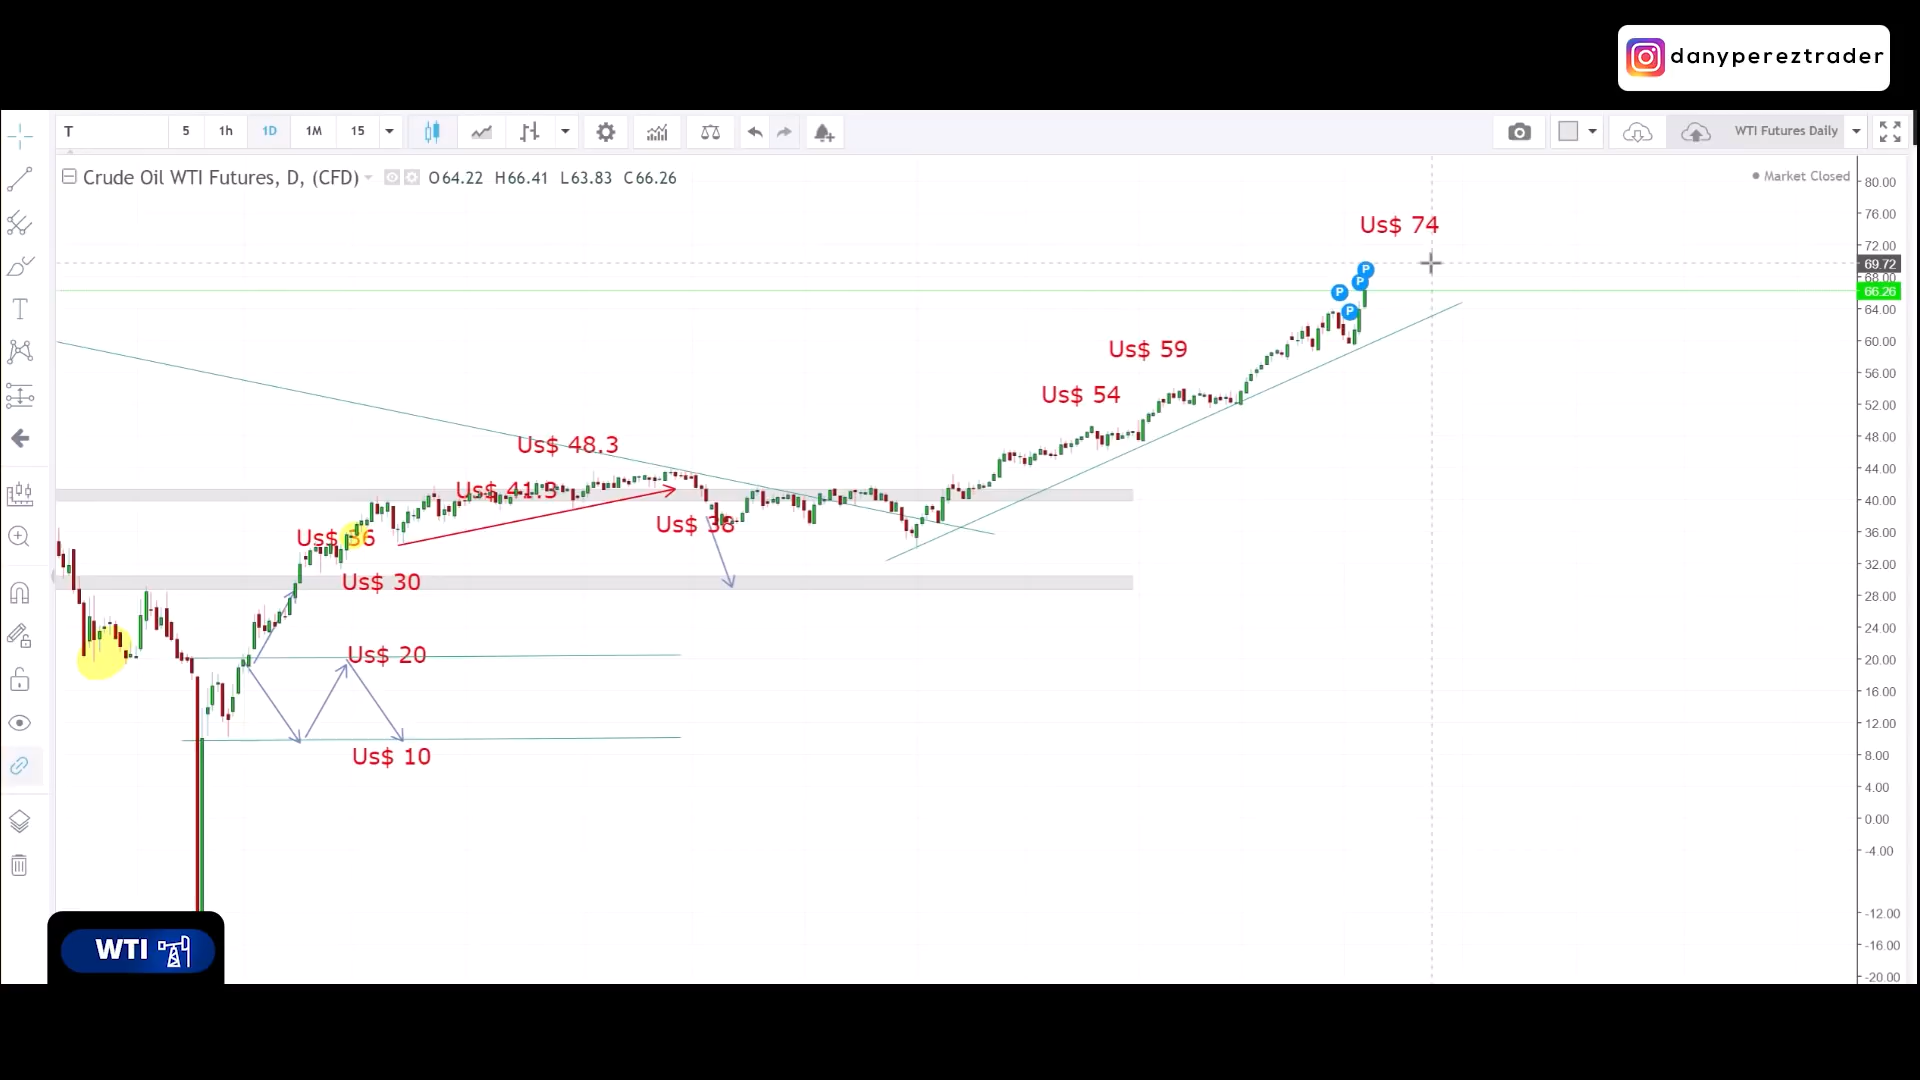 danypereztrader
T 5 1h 1D 1M 15 WTI Futures Daily
Crude Oil WTI Futures, D, (CFD) O64.22 H66.41 L63.83 C66.26
Market Closed
80.00
76.00
Us$ 74
72.00
69.72
68.00
66.26
64.00
60.00
Us$ 59
56.00
Us$ 54
52.00
48.00
Us$ 48.3
44.00
Us$ 41.5
40.00
Us$ 38
36.00
Us$ 36
32.00
Us$ 30
28.00
24.00
Us$ 20
20.00
16.00
12.00
Us$ 10
8.00
4.00
0.00
-4.00
-12.00
-16.00
-20.00
P
P
P
P
WTI